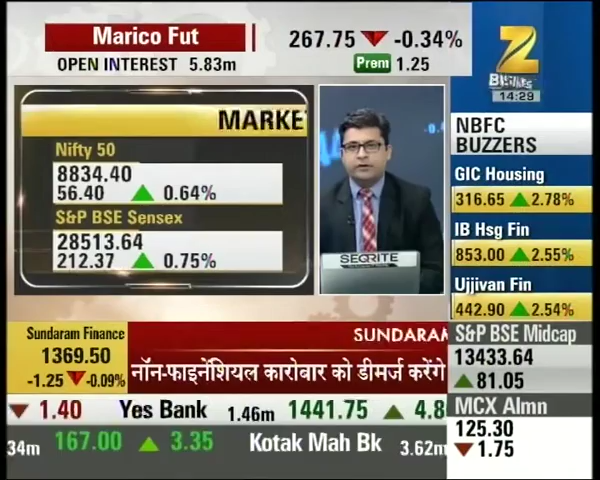 Marico Fut
OPEN INTEREST 5.83m
267.75 -0.34%
Prem 1.25
14:29
MARKE
Nifty 50
8834.40
56.40 0.64%
S&P BSE Sensex
28513.64
212.37 0.75%
SEQRITE
NBFC
BUZZERS
GIC Housing
316.65 2.78%
IB Hsg Fin
853.00 2.55%
Ujjivan Fin
442.90 2.54%
S&P BSE Midcap
13433.64
81.05
MCX Almn
125.30
1.75
Sundaram Finance
1369.50
-1.25 -0.09%
SUNDARAM
नॉन-फाइनेंशियल कारोबार को डीमर्ज करेंगे
1.40 Yes Bank 1.46m 1441.75 4.8
34m 167.00 3.35 Kotak Mah Bk 3.62m